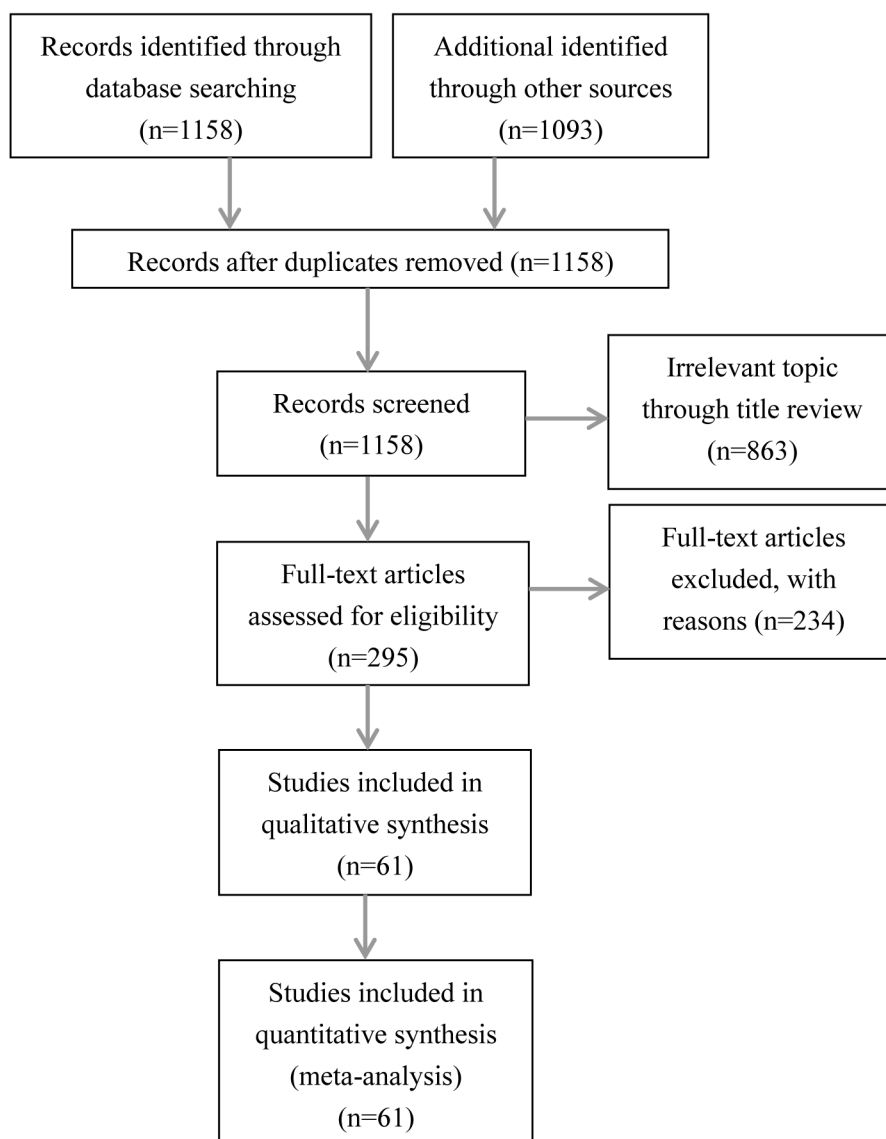 Records identified through
database searching
(n=1158)
Additional identified
through other sources
(n=1093)
Records after duplicates removed (n=1158)
Records screened
(n=1158)
Irrelevant topic
through title review
(n=863)
Full-text articles
assessed for eligibility
(n=295)
Full-text articles
excluded, with
reasons (n=234)
Studies included in
qualitative synthesis
(n=61)
Studies included in
quantitative synthesis
(meta-analysis)
(n=61)